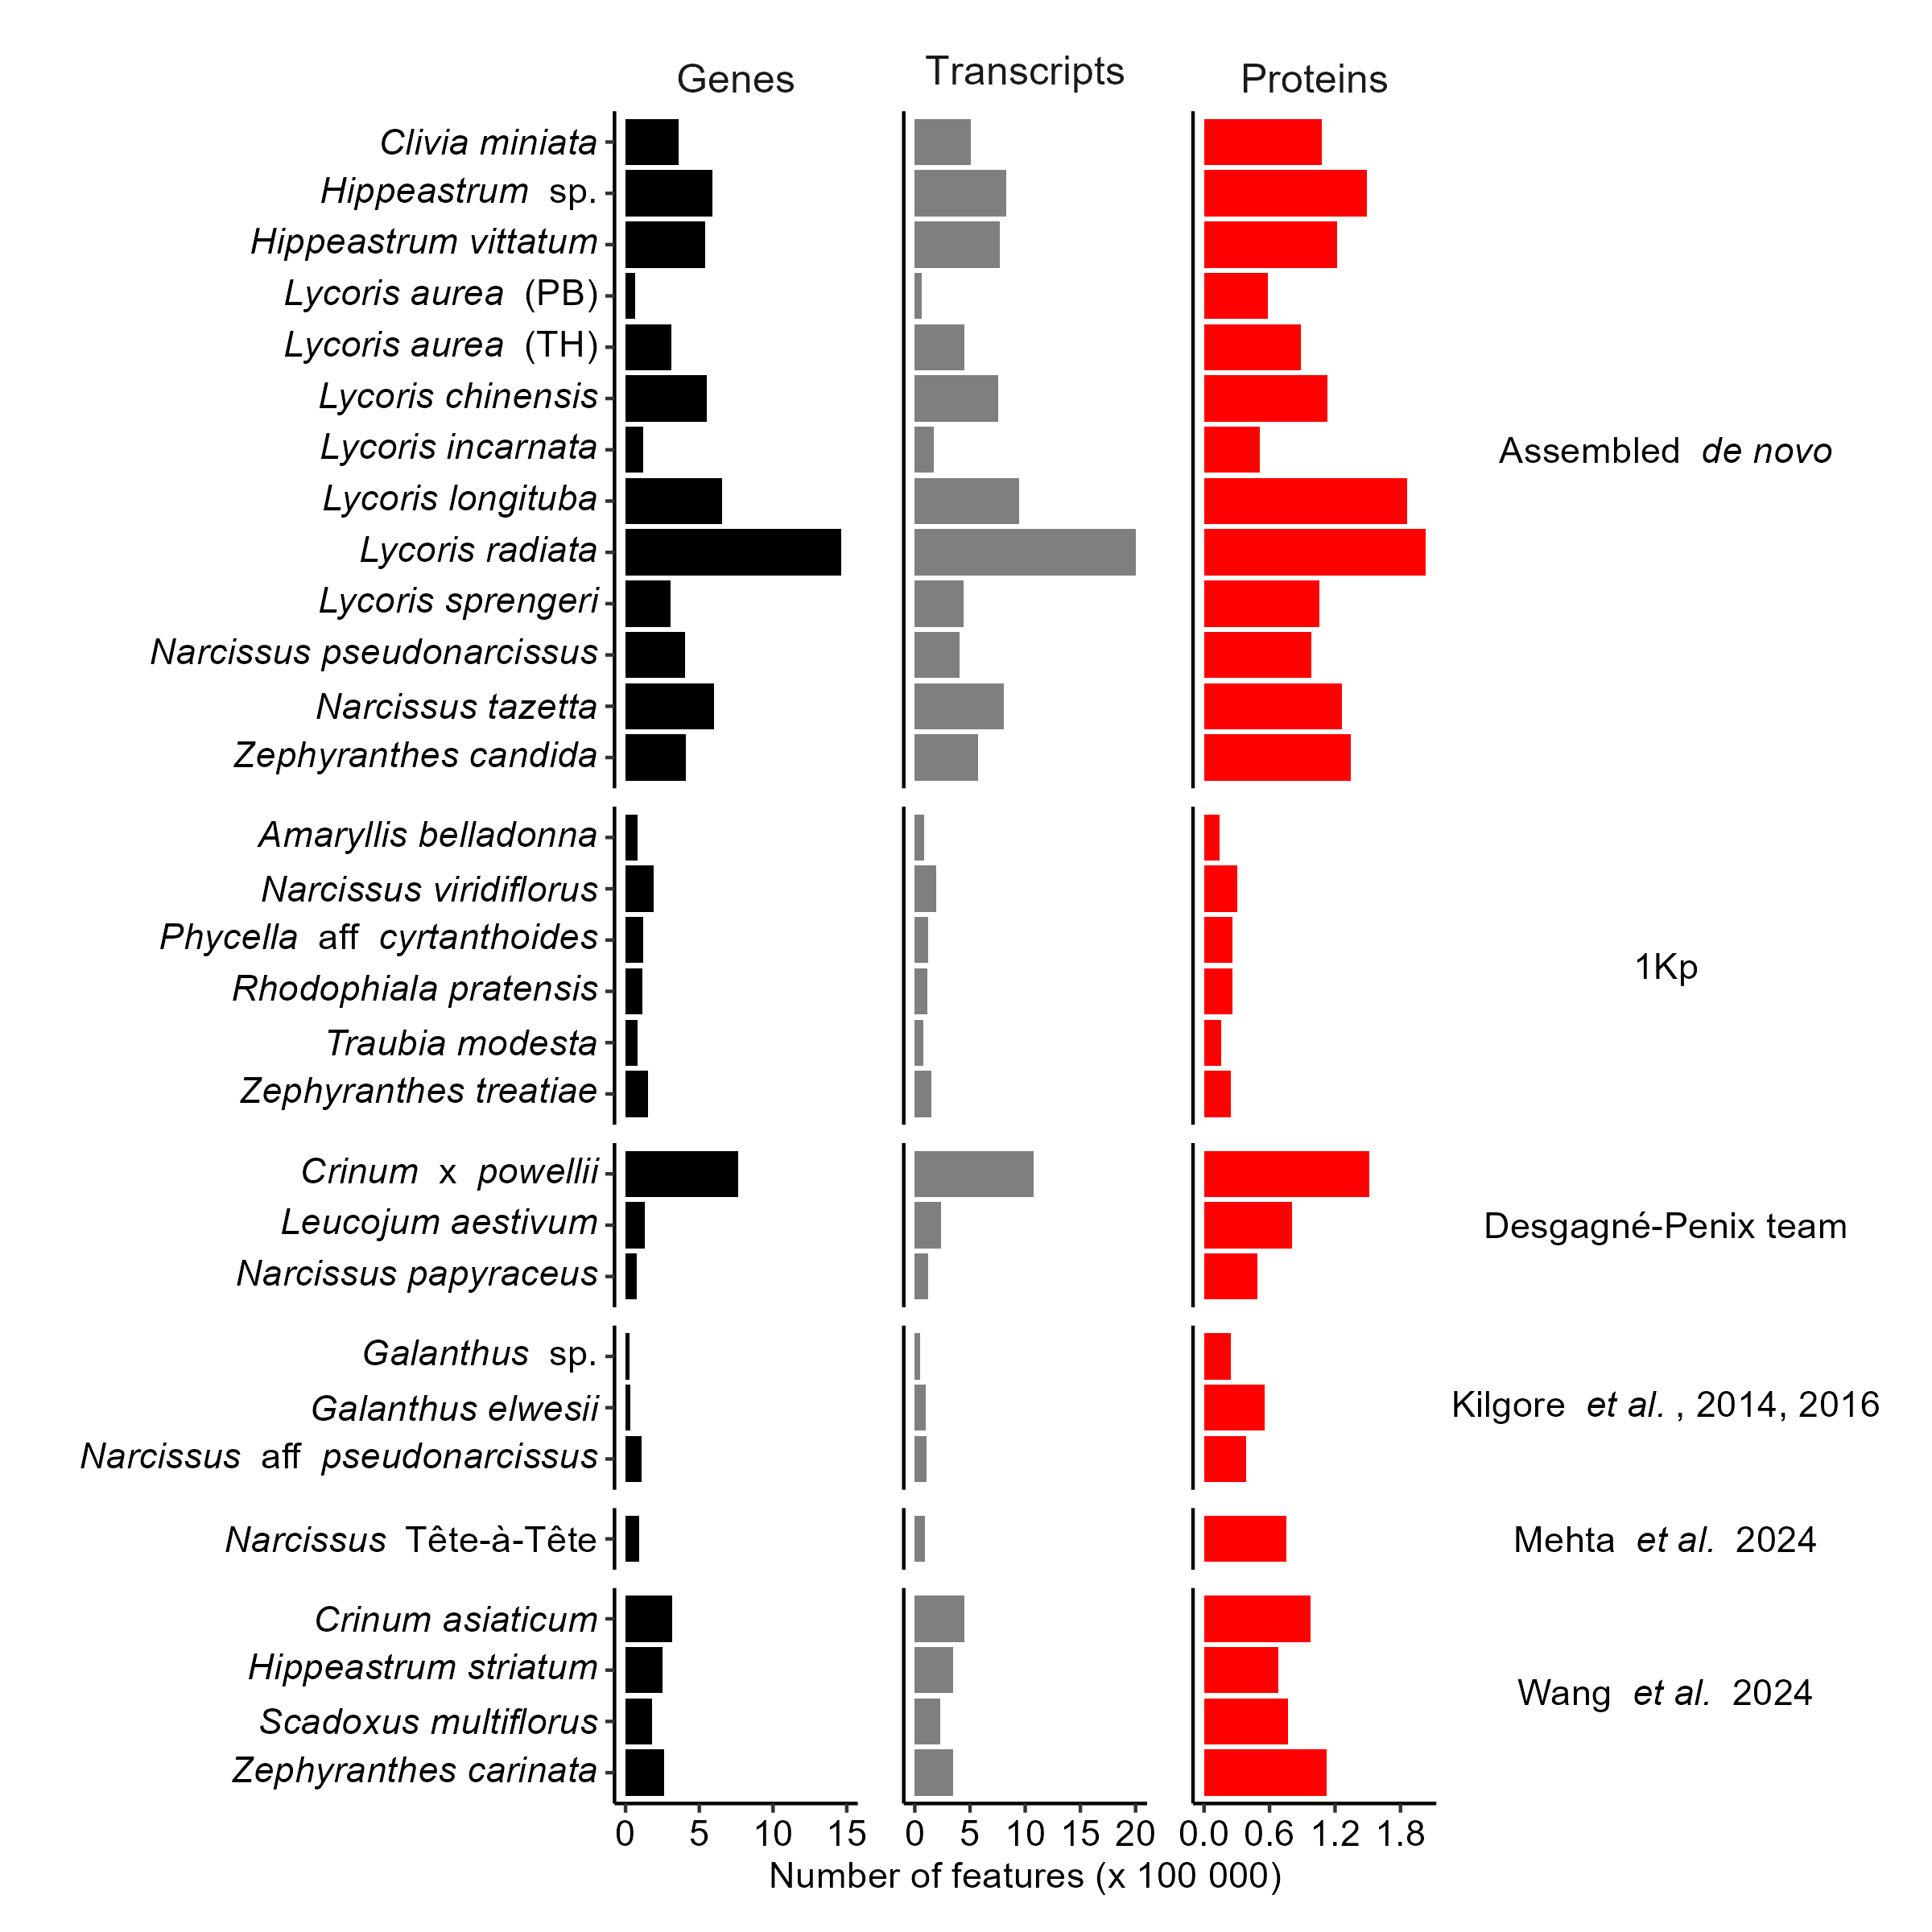 Genes Transcripts Proteins
Clivia miniata
Hippeastrum sp.
Hippeastrum vittatum
Lycoris aurea (PB)
Lycoris aurea (TH)
Lycoris chinensis
Lycoris incarnata
Assembled de novo
Lycoris longituba
Lycoris radiata
Lycoris sprengeri
Narcissus pseudonarcissus
Narcissus tazetta
Zephyranthes candida
Amaryllis belladonna
Narcissus viridiflorus
Phycella aff cyrtanthoides
1Kp
Rhodophiala pratensis
Traubia modesta
Zephyranthes treatiae
Crinum x powellii
Leucojum aestivum
Desgagné-Penix team
Narcissus papyraceus
Galanthus sp.
Galanthus elwesii
Kilgore et al. , 2014, 2016
Narcissus aff pseudonarcissus
Narcissus Tête-à-Tête
Mehta et al. 2024
Crinum asiaticum
Hippeastrum striatum
Wang et al. 2024
Scadoxus multiflorus
Zephyranthes carinata
0 5 10 15 0 5 10 15 20 0.0 0.6 1.2 1.8
Number of features (x 100 000)